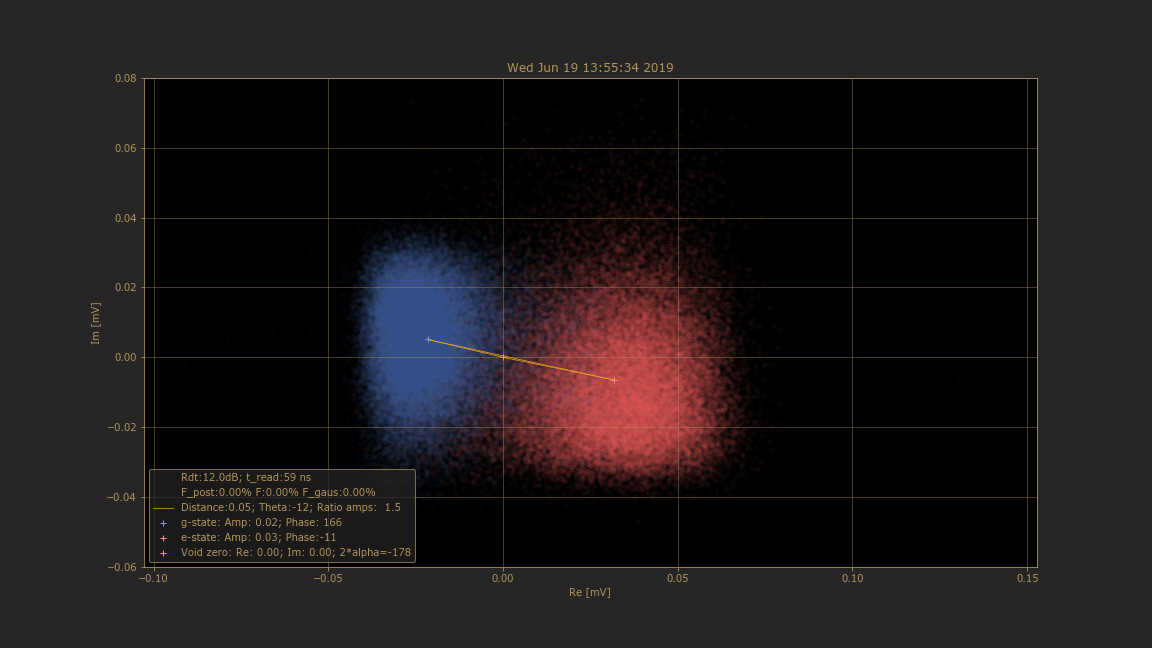 Wed Jun 19 13:55:34 2019
0.08
0.06
0.04
0.02
0.00
−0.02
−0.04
−0.06
Im [mV]
Rdt:12.0dB; t_read:59 ns
F_post:0.00% F:0.00% F_gaus:0.00%
Distance:0.05; Theta:-12; Ratio amps:  1.5
g-state: Amp: 0.02; Phase: 166
e-state: Amp: 0.03; Phase:-11
Void zero: Re: 0.00; Im: 0.00; 2*alpha=-178
−0.10 −0.05 0.00 0.05 0.10 0.15
Re [mV]